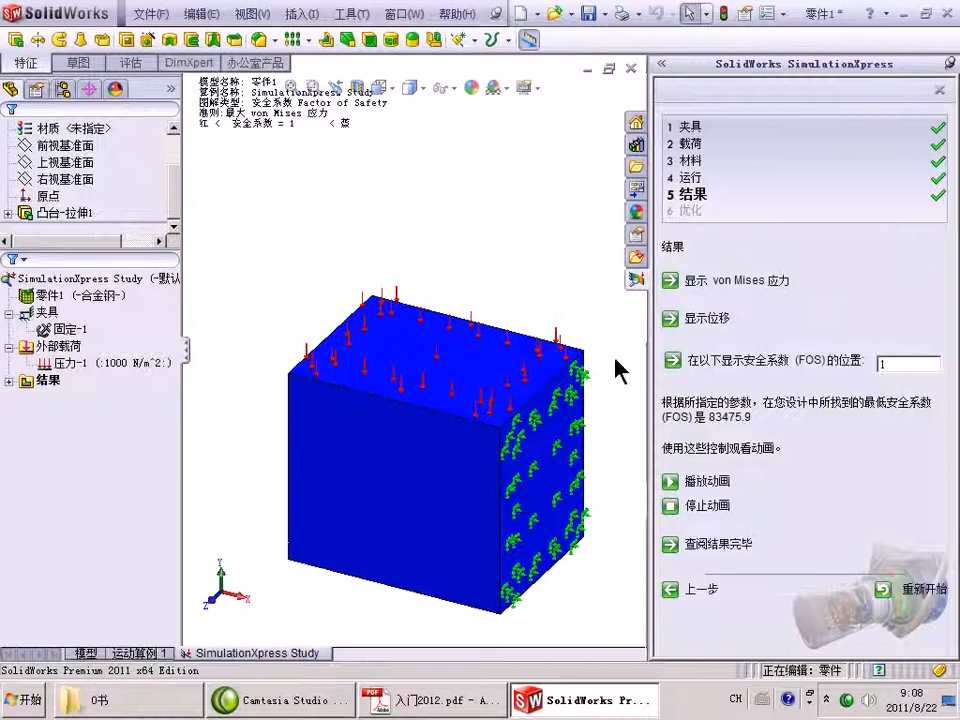 SolidWorks 文件(F) 编辑(E) 视图(V) 插入(I) 工具(T) 窗口(W) 帮助(H) 零件1 *
特征 草图 评估 DimXpert 办公室产品
材质 <未指定>
前视基准面
上视基准面
右视基准面
原点
凸台-拉伸1
SimulationXpress Study (-默认
零件1 (-合金钢-)
夹具
固定-1
外部载荷
压力-1 (:1000 N/m^2:)
结果
模型名称: 零件1
算例名称: SimulationXpress Study
图解类型: 安全系数 Factor of Safety
准则:最大 von Mises 应力
红 < 安全系数 = 1 < 蓝
Y
X
Z
SolidWorks SimulationXpress
1 夹具
2 载荷
3 材料
4 运行
5 结果
6 优化
结果
显示 von Mises 应力
显示位移
在以下显示安全系数 (FOS)的位置: 1
根据所指定的参数，在您设计中所找到的最低安全系数
(FOS)是 83475.9
使用这些控制观看动画。
播放动画
停止动画
查阅结果完毕
上一步 重新开始
模型 运动算例 1 SimulationXpress Study
SolidWorks Premium 2011 x64 Edition 正在编辑: 零件
开始 0书 Camtasia Studio ... 入门2012.pdf - A... SolidWorks Pr... CH 9:08
2011/8/22